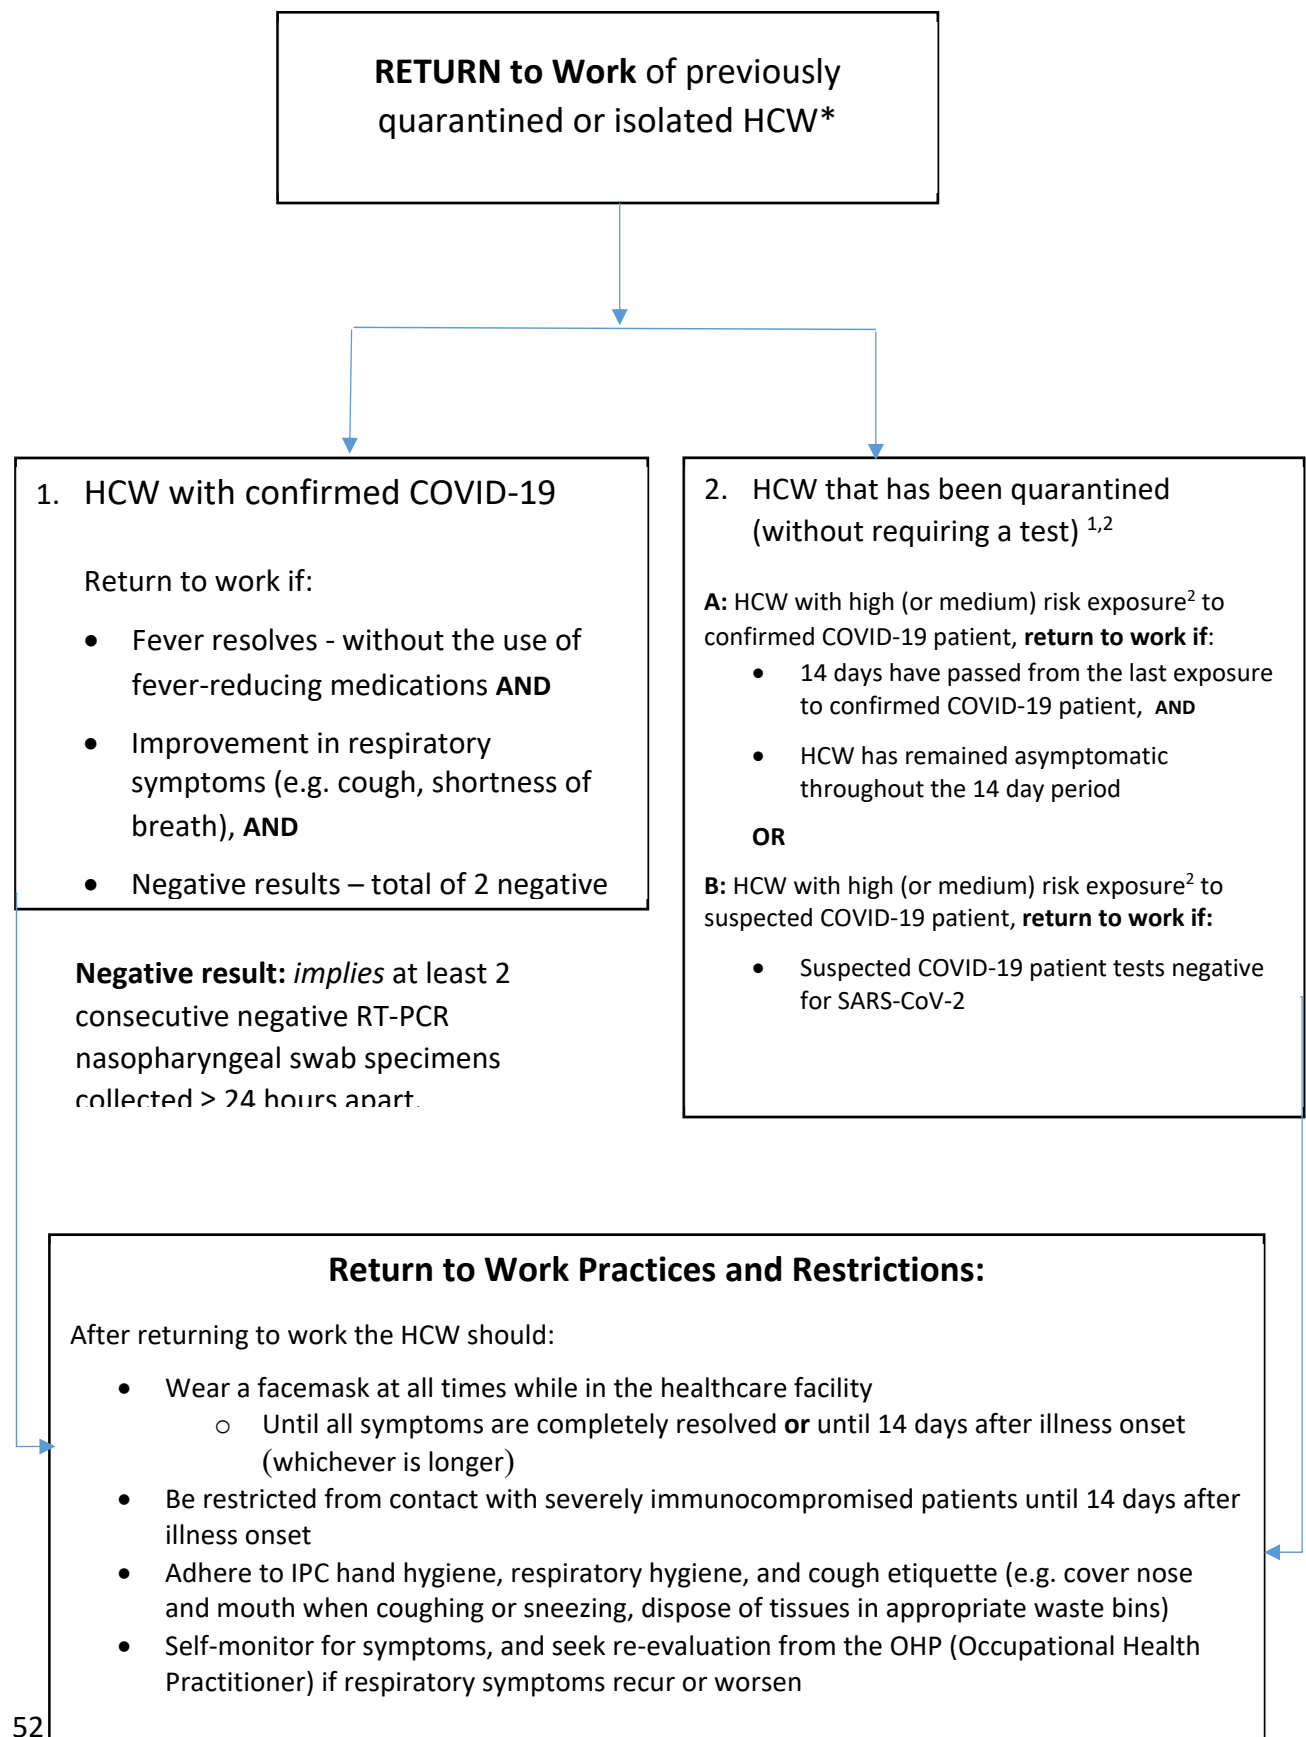 RETURN to Work of previously
quarantined or isolated HCW*
1. HCW with confirmed COVID-19
Return to work if:
• Fever resolves - without the use of
fever-reducing medications AND
• Improvement in respiratory
symptoms (e.g. cough, shortness of
breath), AND
• Negative results – total of 2 negative
Negative result: implies at least 2
consecutive negative RT-PCR
nasopharyngeal swab specimens
collected > 24 hours apart.
2. HCW that has been quarantined
(without requiring a test) 1,2
A: HCW with high (or medium) risk exposure2 to
confirmed COVID-19 patient, return to work if:
• 14 days have passed from the last exposure
to confirmed COVID-19 patient, AND
• HCW has remained asymptomatic
throughout the 14 day period
OR
B: HCW with high (or medium) risk exposure2 to
suspected COVID-19 patient, return to work if:
• Suspected COVID-19 patient tests negative
for SARS-CoV-2
Return to Work Practices and Restrictions:
After returning to work the HCW should:
• Wear a facemask at all times while in the healthcare facility
o Until all symptoms are completely resolved or until 14 days after illness onset
(whichever is longer)
• Be restricted from contact with severely immunocompromised patients until 14 days after
illness onset
• Adhere to IPC hand hygiene, respiratory hygiene, and cough etiquette (e.g. cover nose
and mouth when coughing or sneezing, dispose of tissues in appropriate waste bins)
• Self-monitor for symptoms, and seek re-evaluation from the OHP (Occupational Health
Practitioner) if respiratory symptoms recur or worsen
52